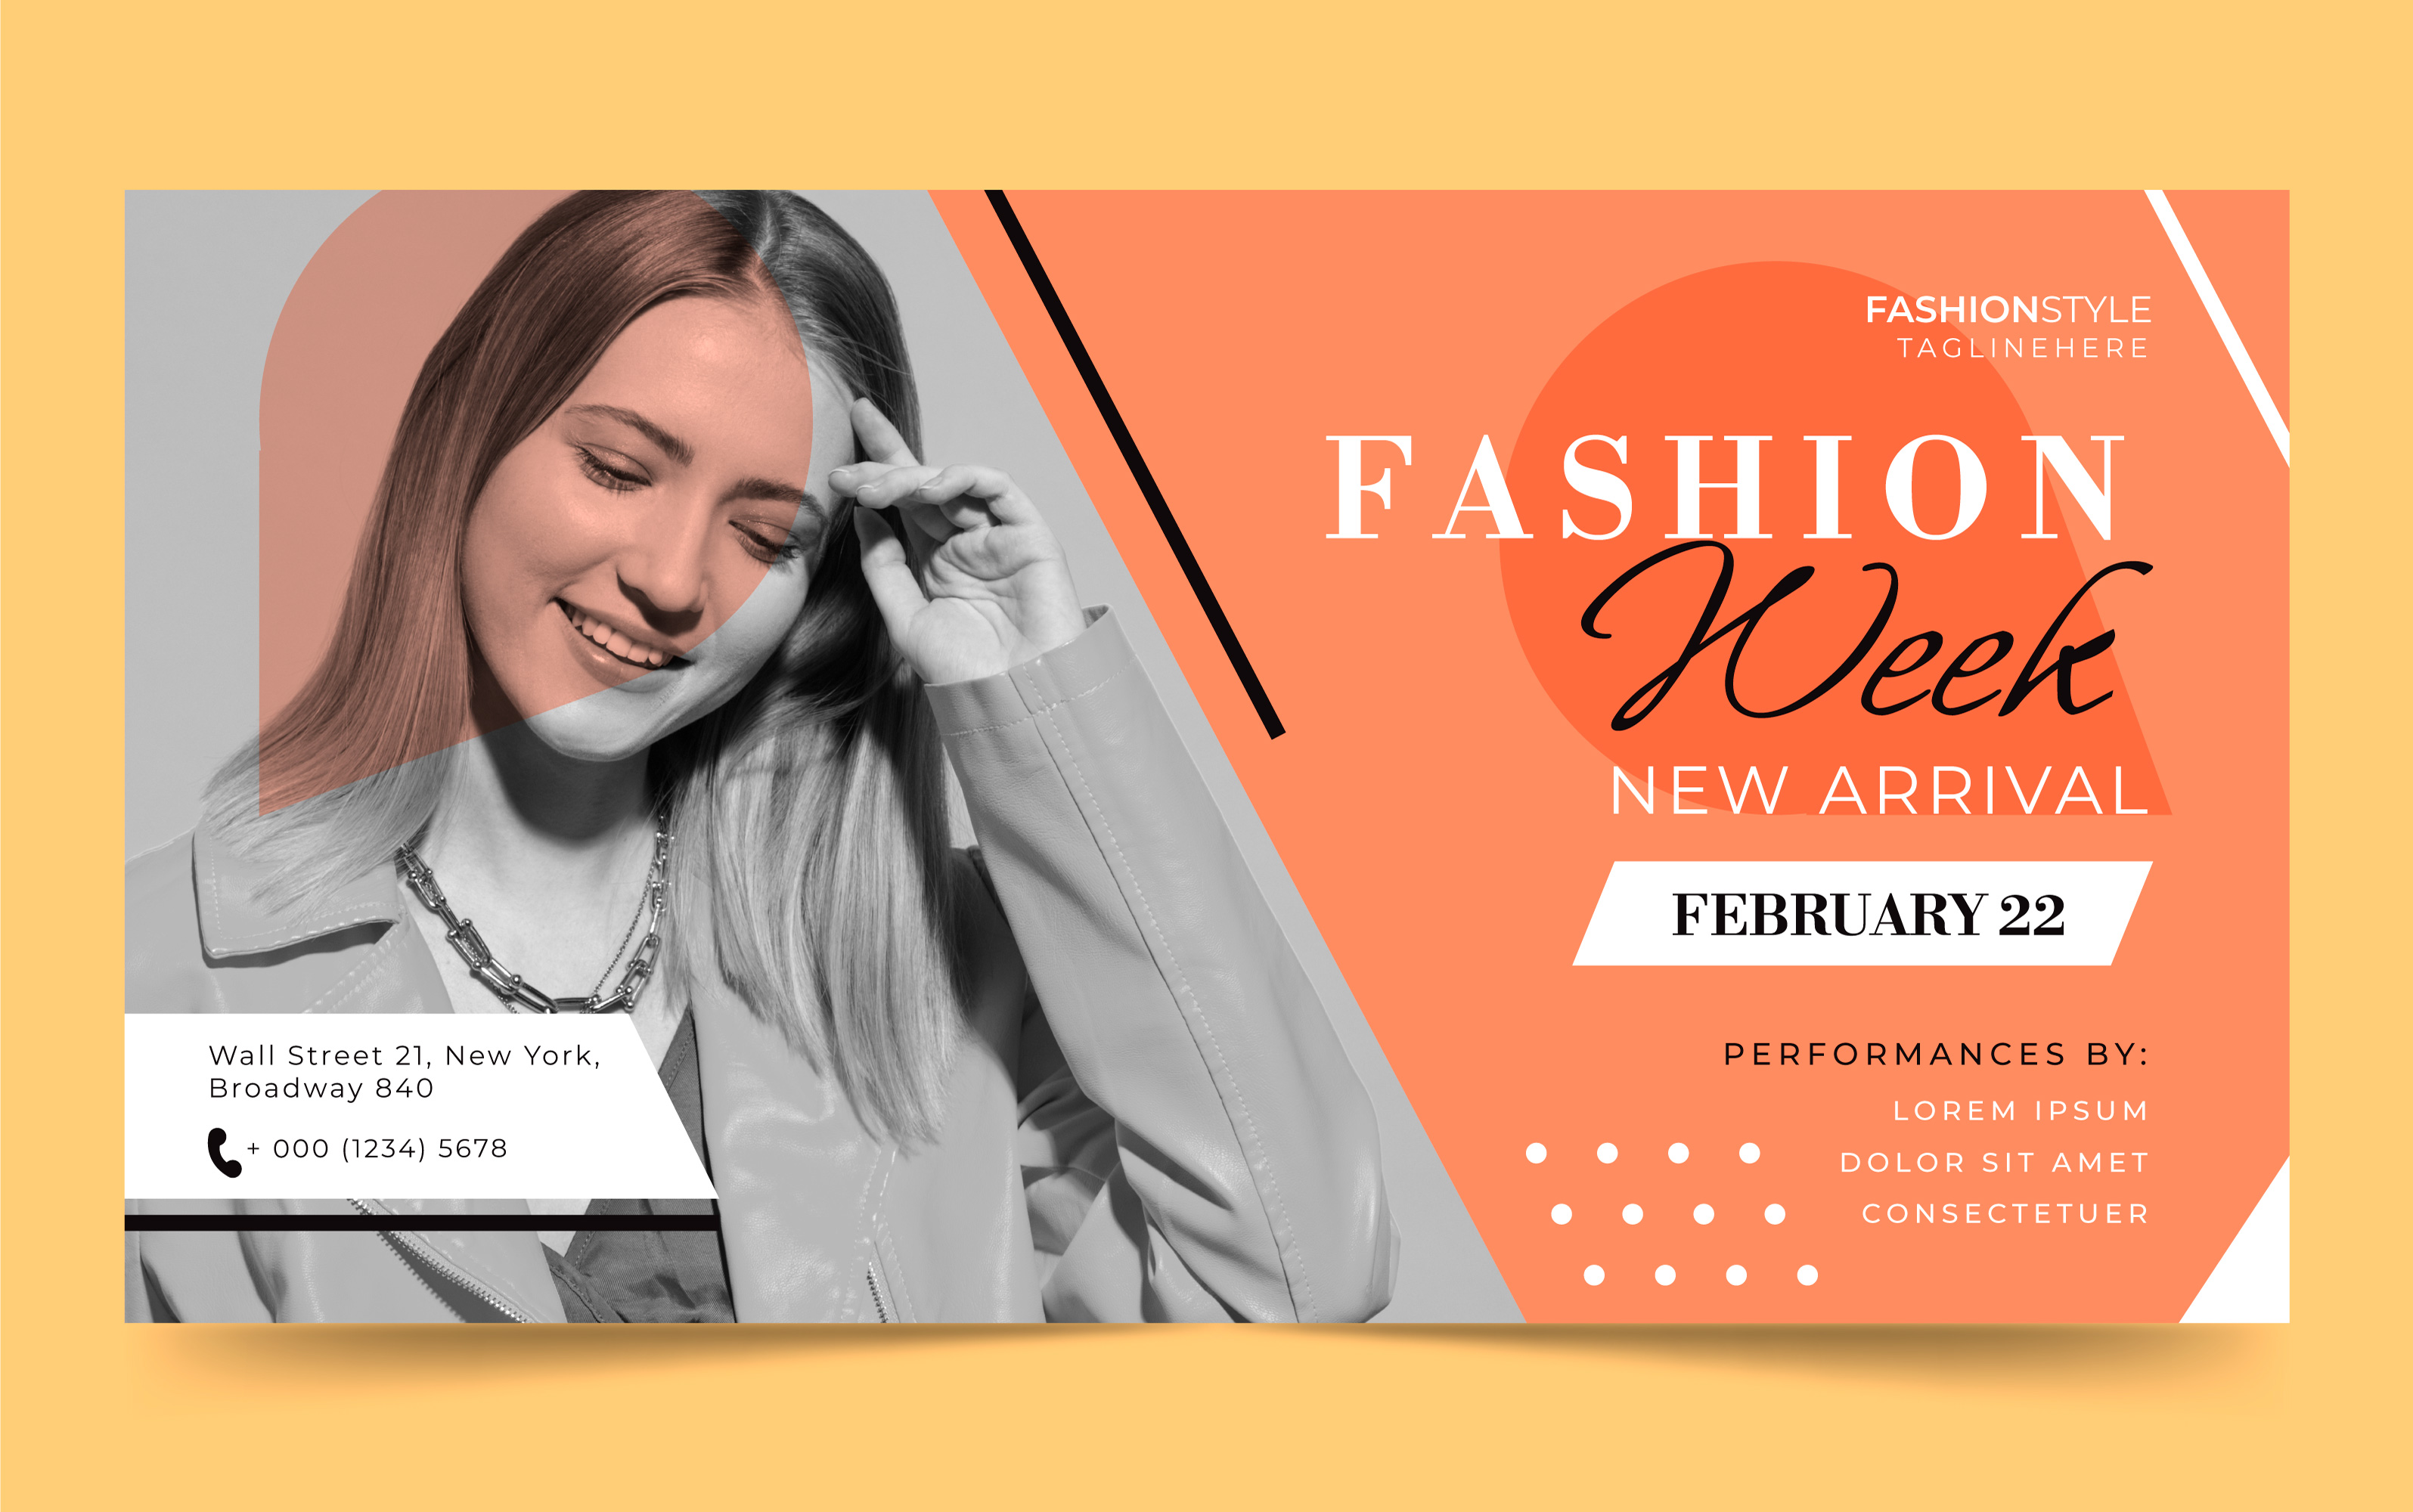 FASHIONSTYLE
TAGLINEHERE
FASHION
Week
NEW ARRIVAL
FEBRUARY 22
PERFORMANCES BY:
LOREM IPSUM
DOLOR SIT AMET
CONSECTETUER
Wall Street 21, New York,
Broadway 840
+ 000 (1234) 5678